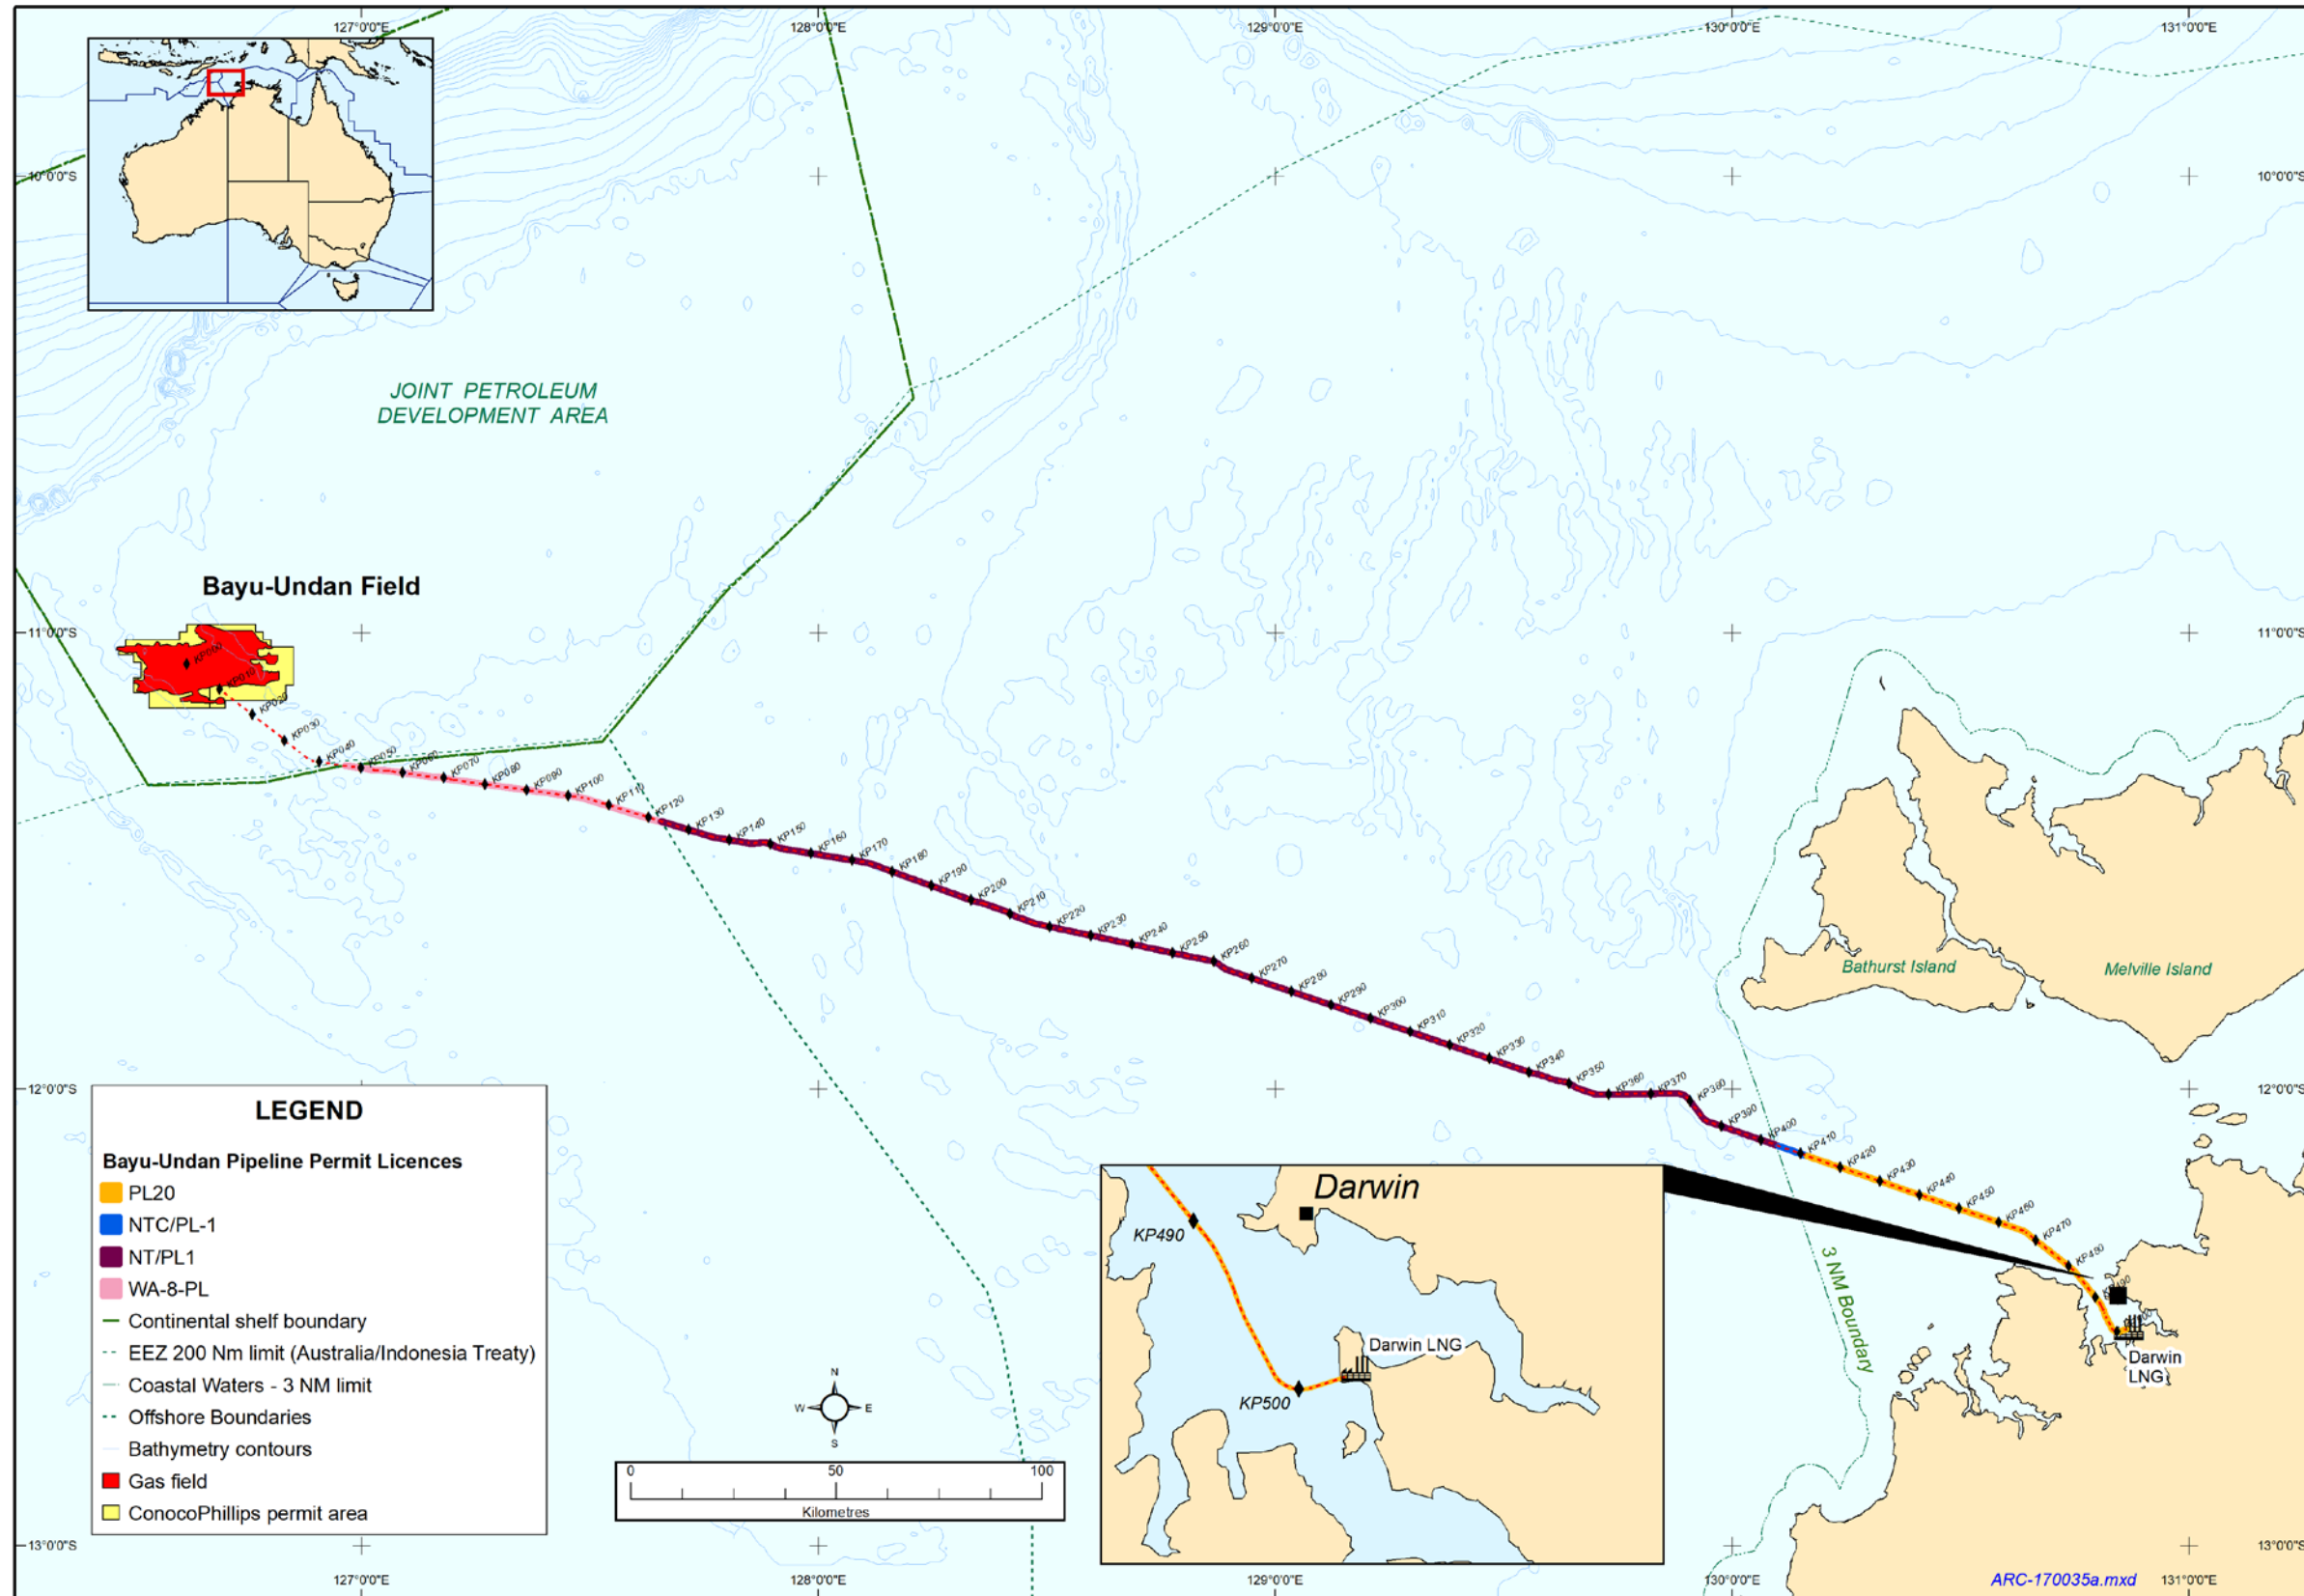 127°0'0"E
128°0'0"E
129°0'0"E
130°0'0"E
131°0'0"E
10°0'0"S
10°0'0"S
JOINT PETROLEUM
DEVELOPMENT AREA
Bayu-Undan Field
11°0'0"S
11°0'0"S
KP000
KP010
KP020
KP030
KP040
KP050
KP060
KP070
KP080
KP090
KP100
KP110
KP120
KP130
KP140
KP150
KP160
KP170
KP180
KP190
KP200
KP210
KP220
KP230
KP240
KP250
KP260
KP270
KP280
KP290
KP300
KP310
KP320
KP330
KP340
KP350
KP360
KP370
KP380
KP390
KP400
KP410
KP420
KP430
KP440
KP450
KP460
KP470
KP480
Bathurst Island
Melville Island
12°0'0"S
12°0'0"S
3 NM Boundary
Darwin
LNG
LEGEND
Bayu-Undan Pipeline Permit Licences
PL20
NTC/PL-1
NT/PL1
WA-8-PL
Continental shelf boundary
EEZ 200 Nm limit (Australia/Indonesia Treaty)
Coastal Waters - 3 NM limit
Offshore Boundaries
Bathymetry contours
Gas field
ConocoPhillips permit area
N
W
E
S
0
50
100
Kilometres
Darwin
KP490
Darwin LNG
KP500
13°0'0"S
13°0'0"S
127°0'0"E
128°0'0"E
129°0'0"E
130°0'0"E
131°0'0"E
ARC-170035a.mxd